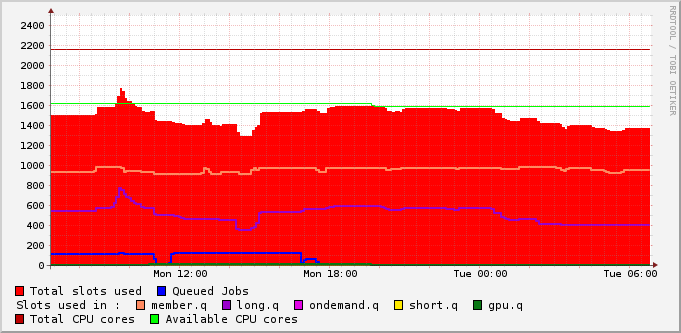 2400
2200
2000
1800
1600
1400
1200
1000
800
600
400
200
0
Mon 12:00 Mon 18:00 Tue 00:00 Tue 06:00
Total slots used Queued Jobs
Slots used in : member.q long.q ondemand.q short.q gpu.q
Total CPU cores Available CPU cores
RRDTOOL / TOBI OETIKER